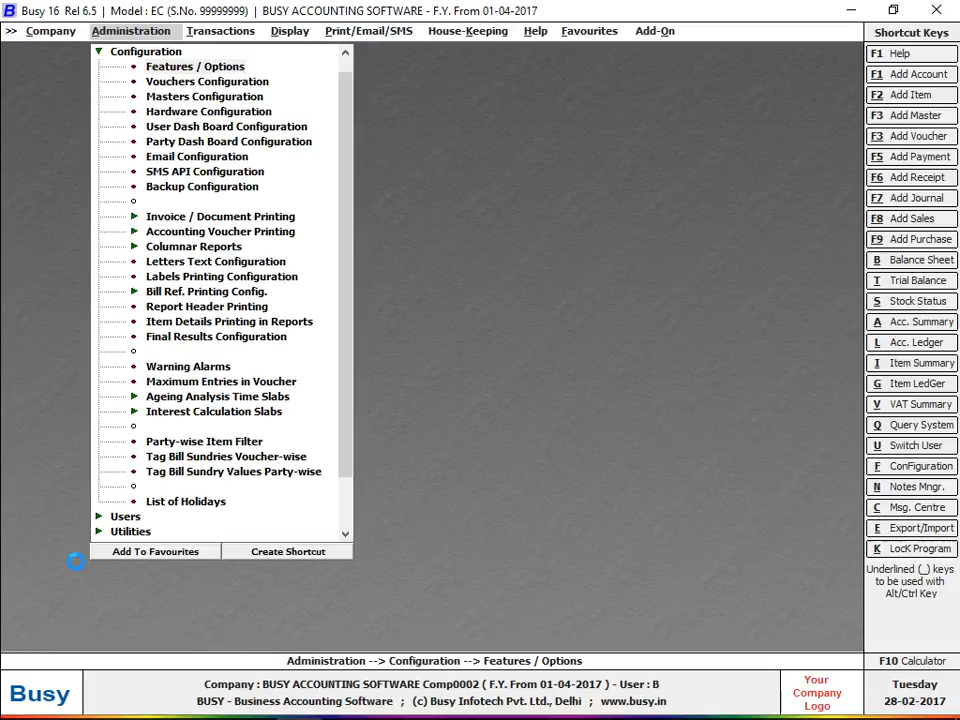 Busy 16 Rel 6.5 | Model : EC (S.No. 99999999) | BUSY ACCOUNTING SOFTWARE - F.Y. From 01-04-2017
>> Company Administration Transactions Display Print/Email/SMS House-Keeping Help Favourites Add-On
Configuration
Features / Options
Vouchers Configuration
Masters Configuration
Hardware Configuration
User Dash Board Configuration
Party Dash Board Configuration
Email Configuration
SMS API Configuration
Backup Configuration
Invoice / Document Printing
Accounting Voucher Printing
Columnar Reports
Letters Text Configuration
Labels Printing Configuration
Bill Ref. Printing Config.
Report Header Printing
Item Details Printing in Reports
Final Results Configuration
Warning Alarms
Maximum Entries in Voucher
Ageing Analysis Time Slabs
Interest Calculation Slabs
Party-wise Item Filter
Tag Bill Sundries Voucher-wise
Tag Bill Sundry Values Party-wise
List of Holidays
Users
Utilities
Add To Favourites Create Shortcut
Shortcut Keys
F1 Help
F1 Add Account
F2 Add Item
F3 Add Master
F3 Add Voucher
F5 Add Payment
F6 Add Receipt
F7 Add Journal
F8 Add Sales
F9 Add Purchase
B Balance Sheet
T Trial Balance
S Stock Status
A Acc. Summary
L Acc. Ledger
I Item Summary
G Item LedGer
V VAT Summary
Q Query System
U Switch User
F ConFiguration
N Notes Mngr.
C Msg. Centre
E Export/Import
K LocK Program
Underlined (_) keys
to be used with
Alt/Ctrl Key
Administration --> Configuration --> Features / Options
F10 Calculator
Busy
Company : BUSY ACCOUNTING SOFTWARE Comp0002 ( F.Y. From 01-04-2017 ) - User : B
BUSY - Business Accounting Software ; (c) Busy Infotech Pvt. Ltd., Delhi ; www.busy.in
Your
Company
Logo
Tuesday
28-02-2017